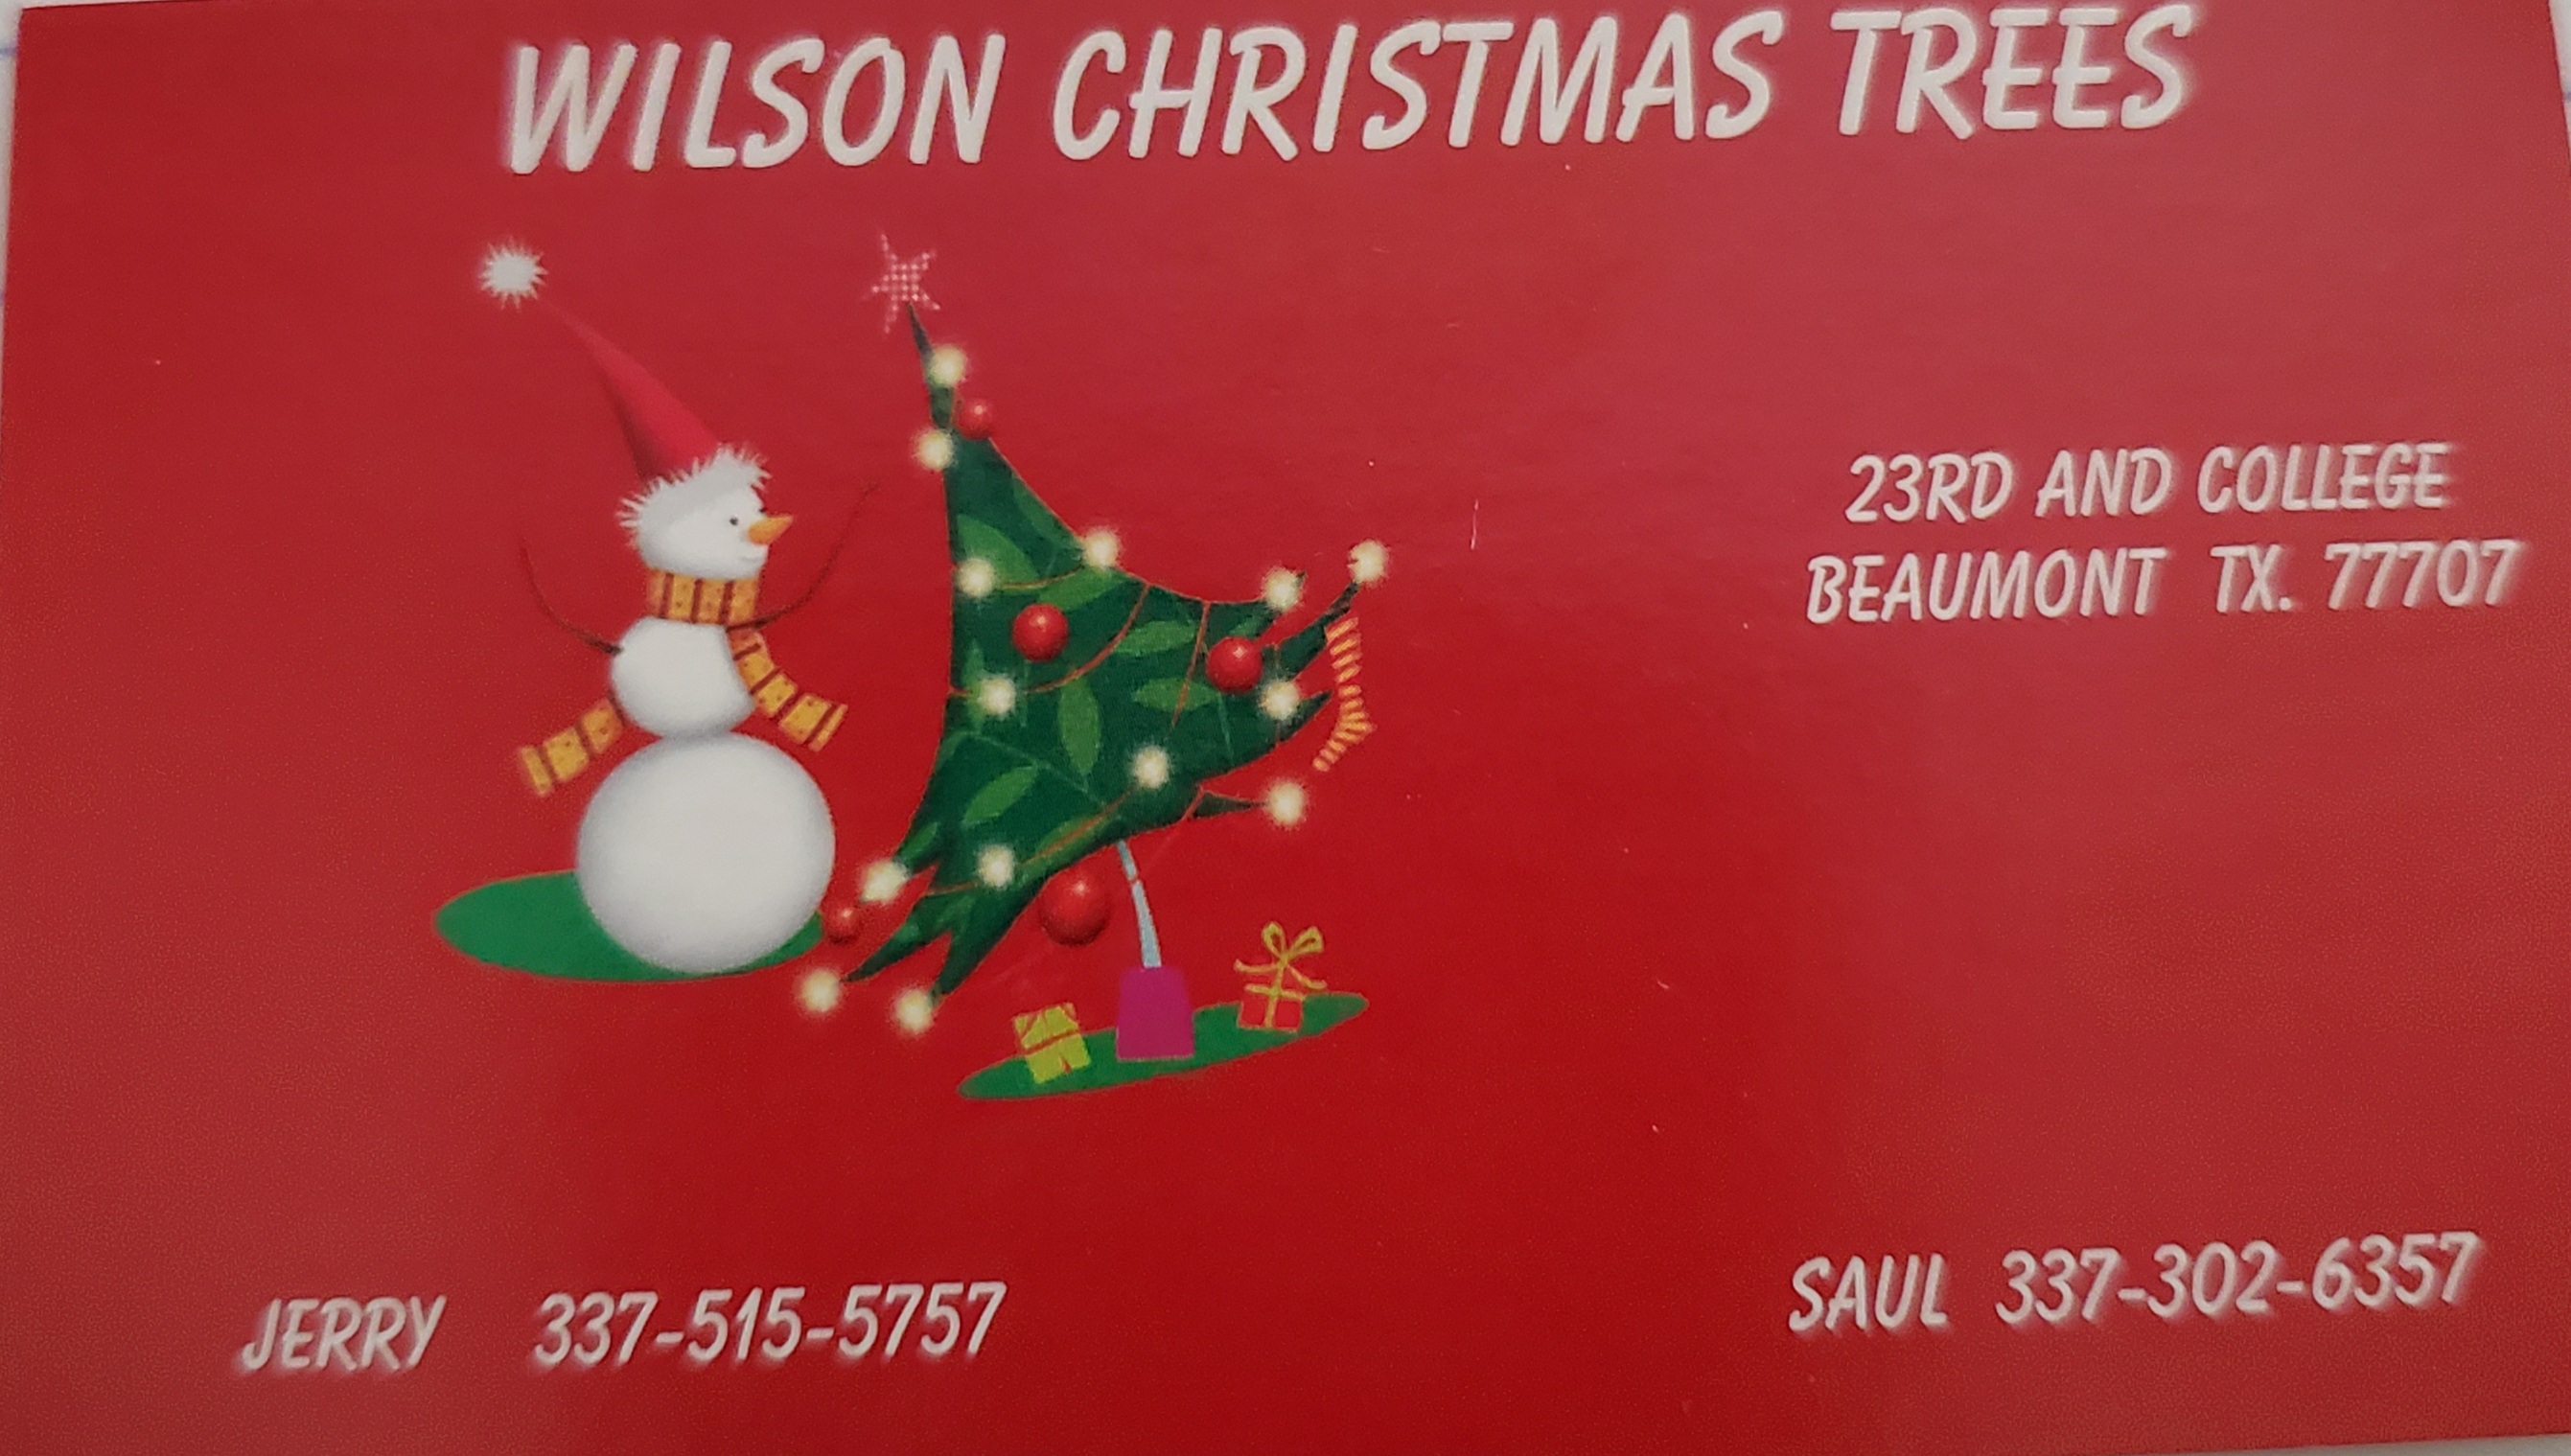 WILSON CHRISTMAS TREES
23RD AND COLLEGE
BEAUMONT TX. 77707
JERRY 337-515-5757
SAUL 337-302-6357